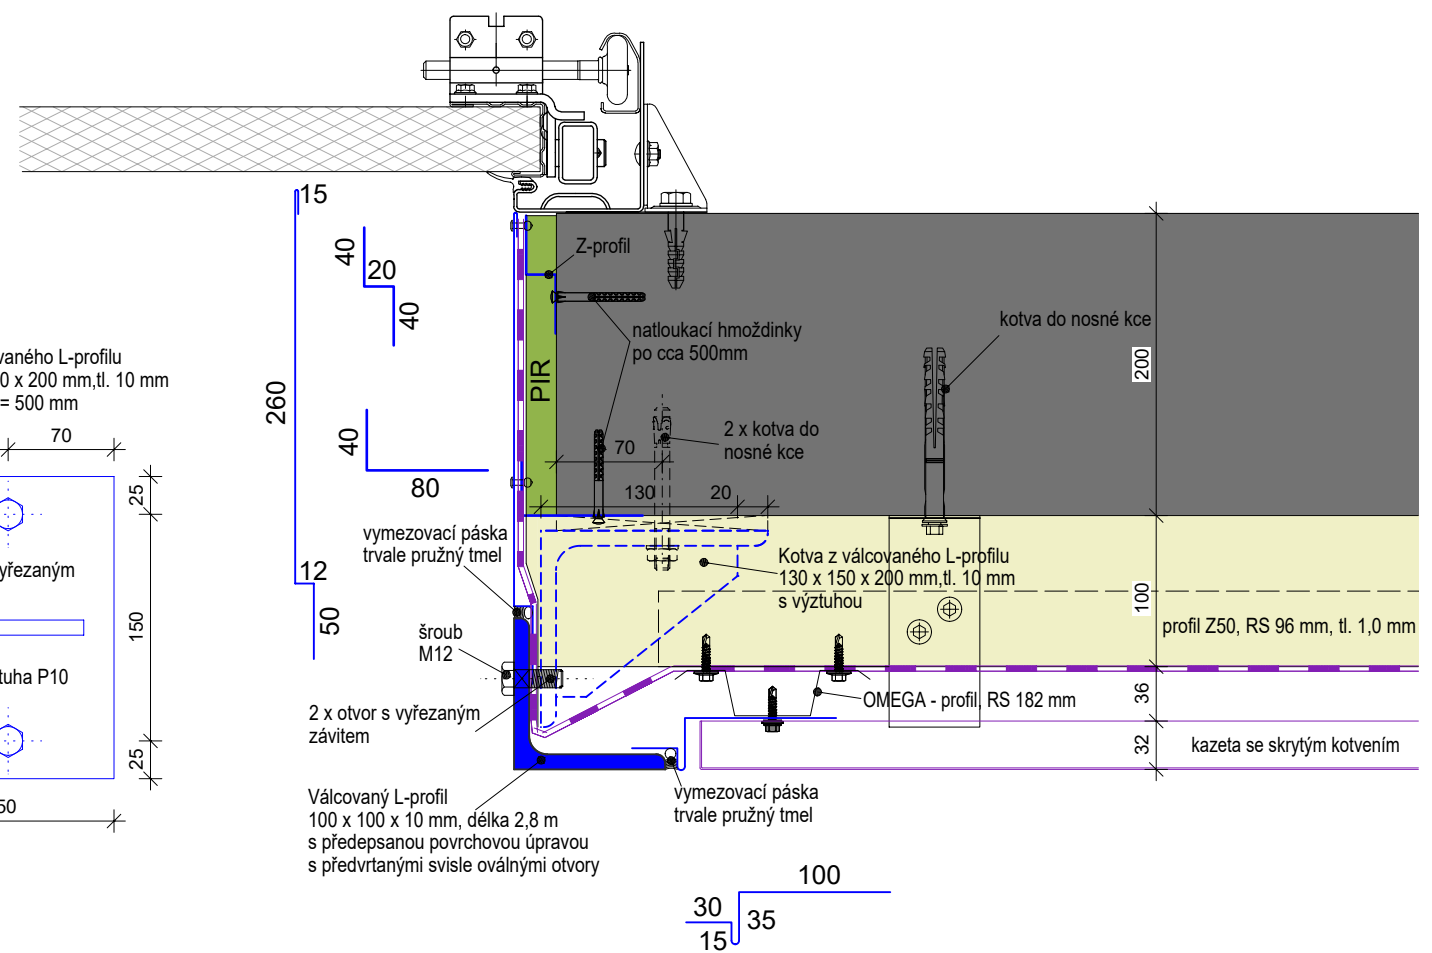 15
40
20
40
Z-profil
natloukací hmoždinky
po cca 500mm
kotva do nosné kce
200
PIR
260
vaného L-profilu
0 x 200 mm,tl. 10 mm
= 500 mm
70
40
80
70
2 x kotva do
nosné kce
130
20
25
vymezovací páska
trvale pružný tmel
Kotva z válcovaného L-profilu
130 x 150 x 200 mm,tl. 10 mm
s výztuhou
100
profil Z50, RS 96 mm, tl. 1,0 mm
yřezaným
12
50
150
šroub
M12
tuha P10
OMEGA - profil, RS 182 mm
36
2 x otvor s vyřezaným
závitem
32
kazeta se skrytým kotvením
25
50
Válcovaný L-profil
100 x 100 x 10 mm, délka 2,8 m
s předepsanou povrchovou úpravou
s předvrtanými svisle oválnými otvory
vymezovací páska
trvale pružný tmel
100
30
35
15